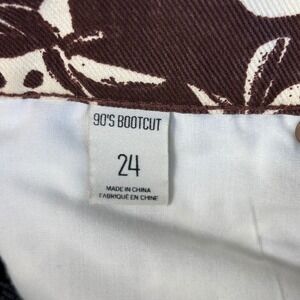 90'S BOOTCUT
24
MADE IN CHINA
FABRIQUÉ EN CHINE